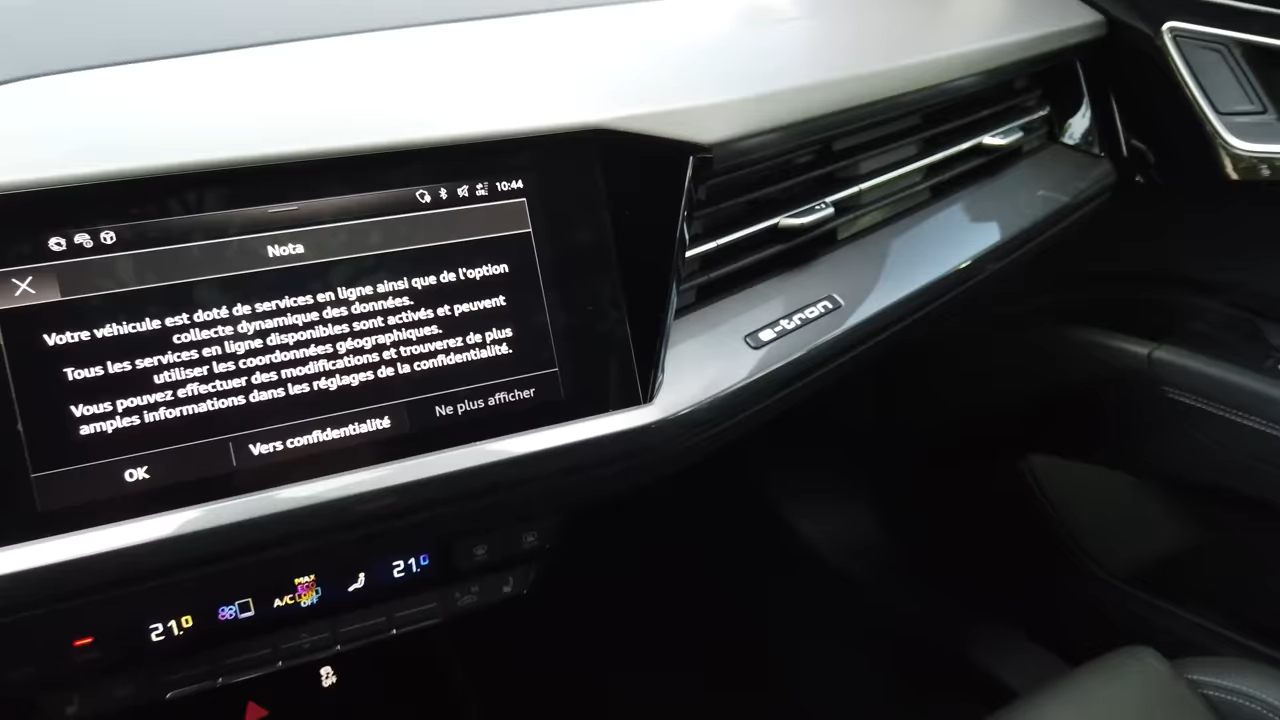 10:44
Nota
Votre véhicule est doté de services en ligne ainsi que de l'option
collecte dynamique des données.
Tous les services en ligne disponibles sont activés et peuvent
utiliser les coordonnées géographiques.
Vous pouvez effectuer des modifications et trouverez de plus
amples informations dans les réglages de la confidentialité.
OK
Vers confidentialité
Ne plus afficher
e-tron
21.0
A/C
MAX
ECO
ON
OFF
21.0
OFF